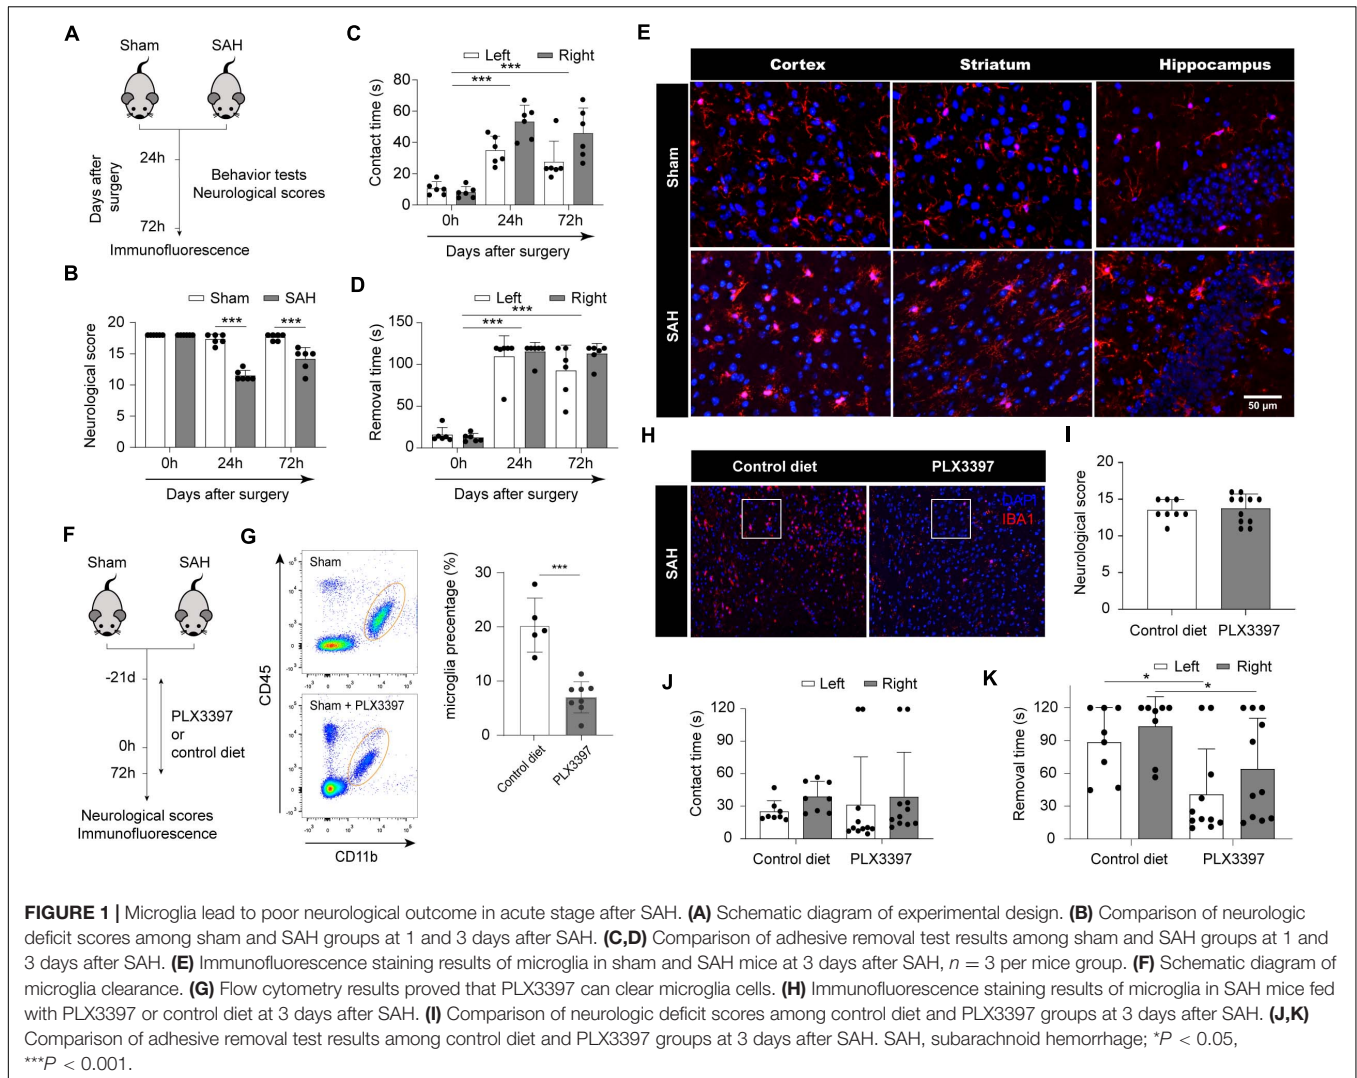 A
Sham SAH
24h
72h
Days after
surgery
Behavior tests
Neurological scores
Immunofluorescence
B
Sham SAH
Neurological score
20
15
10
5
0
*** ***
0h 24h 72h
Days after surgery
C
Left Right
Contact time (s)
80
60
40
20
0
***
***
0h 24h 72h
Days after surgery
D
Left Right
Removal time (s)
150
100
50
0
***
***
0h 24h 72h
Days after surgery
E
Cortex Striatum Hippocampus
Sham
SAH
50 µm
F
Sham SAH
-21d
0h
72h
PLX3397
or
control diet
Neurological scores
Immunofluorescence
G
Sham
Sham + PLX3397
CD45
CD11b
microglia precentage (%)
30
20
10
0
***
Control diet PLX3397
H
Control diet PLX3397
SAH
DAPI
IBA1
I
Neurological score
20
15
10
5
0
Control diet PLX3397
J
Left Right
Contact time (s)
120
90
60
30
0
Control diet PLX3397
K
Left Right
Removal time (s)
120
90
60
30
0
* *
Control diet PLX3397
FIGURE 1 | Microglia lead to poor neurological outcome in acute stage after SAH. (A) Schematic diagram of experimental design. (B) Comparison of neurologic
deficit scores among sham and SAH groups at 1 and 3 days after SAH. (C,D) Comparison of adhesive removal test results among sham and SAH groups at 1 and
3 days after SAH. (E) Immunofluorescence staining results of microglia in sham and SAH mice at 3 days after SAH, n = 3 per mice group. (F) Schematic diagram of
microglia clearance. (G) Flow cytometry results proved that PLX3397 can clear microglia cells. (H) Immunofluorescence staining results of microglia in SAH mice fed
with PLX3397 or control diet at 3 days after SAH. (I) Comparison of neurologic deficit scores among control diet and PLX3397 groups at 3 days after SAH. (J,K)
Comparison of adhesive removal test results among control diet and PLX3397 groups at 3 days after SAH. SAH, subarachnoid hemorrhage; *P < 0.05,
***P < 0.001.